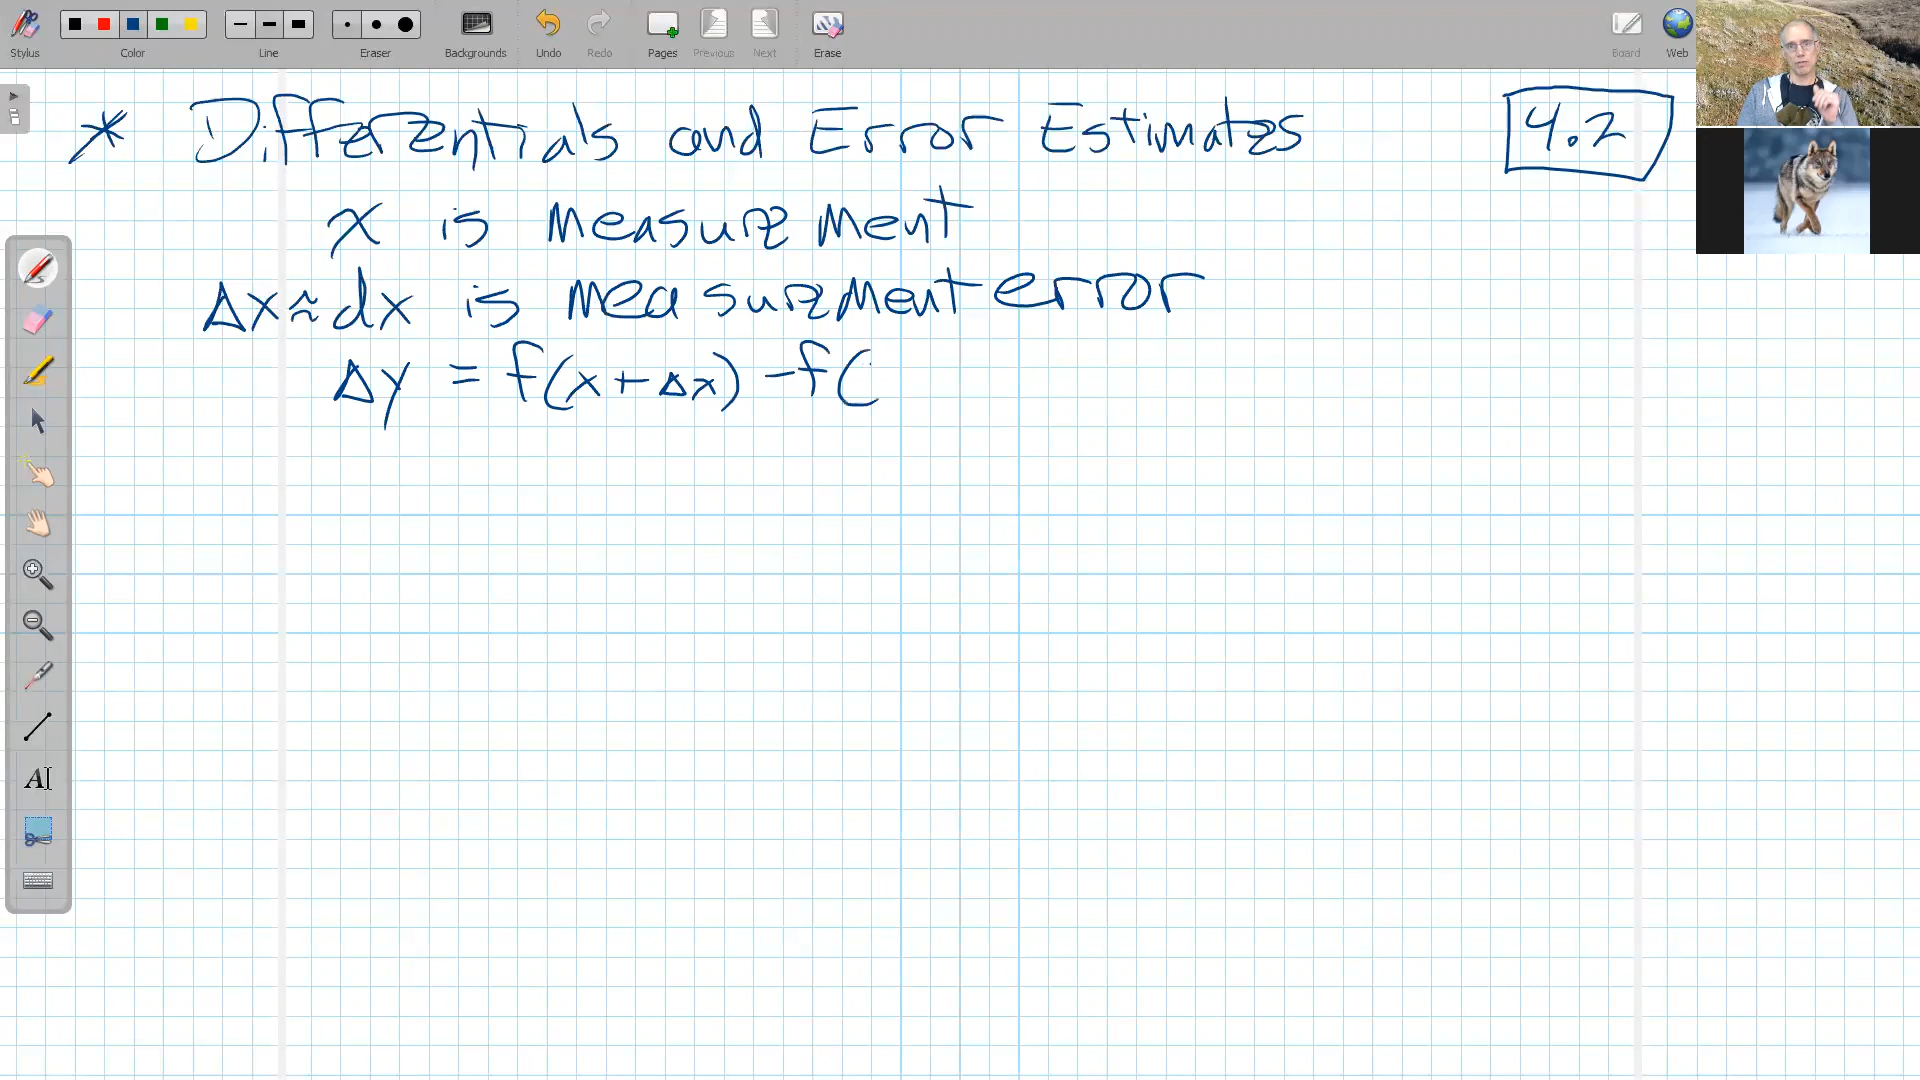 Stylus Color Line Eraser Backgrounds Undo Redo Pages Previous Next Erase Board Web
* Differentials and Error Estimates 4.2
x is measurement
Δx≈dx is measurment error
Δy = f(x+Δx) -f(
A